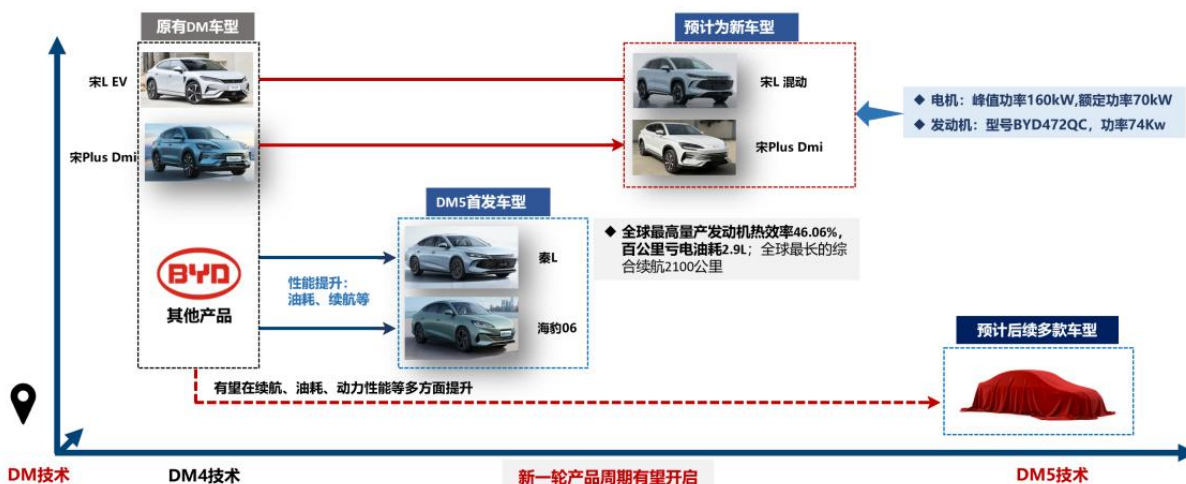 原有DM车型
宋L EV
宋Plus Dmi
BYD
其他产品
预计为新车型
宋L 混动
宋Plus Dmi
◆ 电机：峰值功率160kW,额定功率70kW
◆ 发动机：型号BYD472QC，功率74Kw
DM5首发车型
秦L
海豹06
性能提升：
油耗、续航等
◆ 全球最高量产发动机热效率46.06%，
百公里亏电油耗2.9L；全球最长的综
合续航2100公里
预计后续多款车型
有望在续航、油耗、动力性能等多方面提升
DM技术
DM4技术
新一轮产品周期有望开启
DM5技术